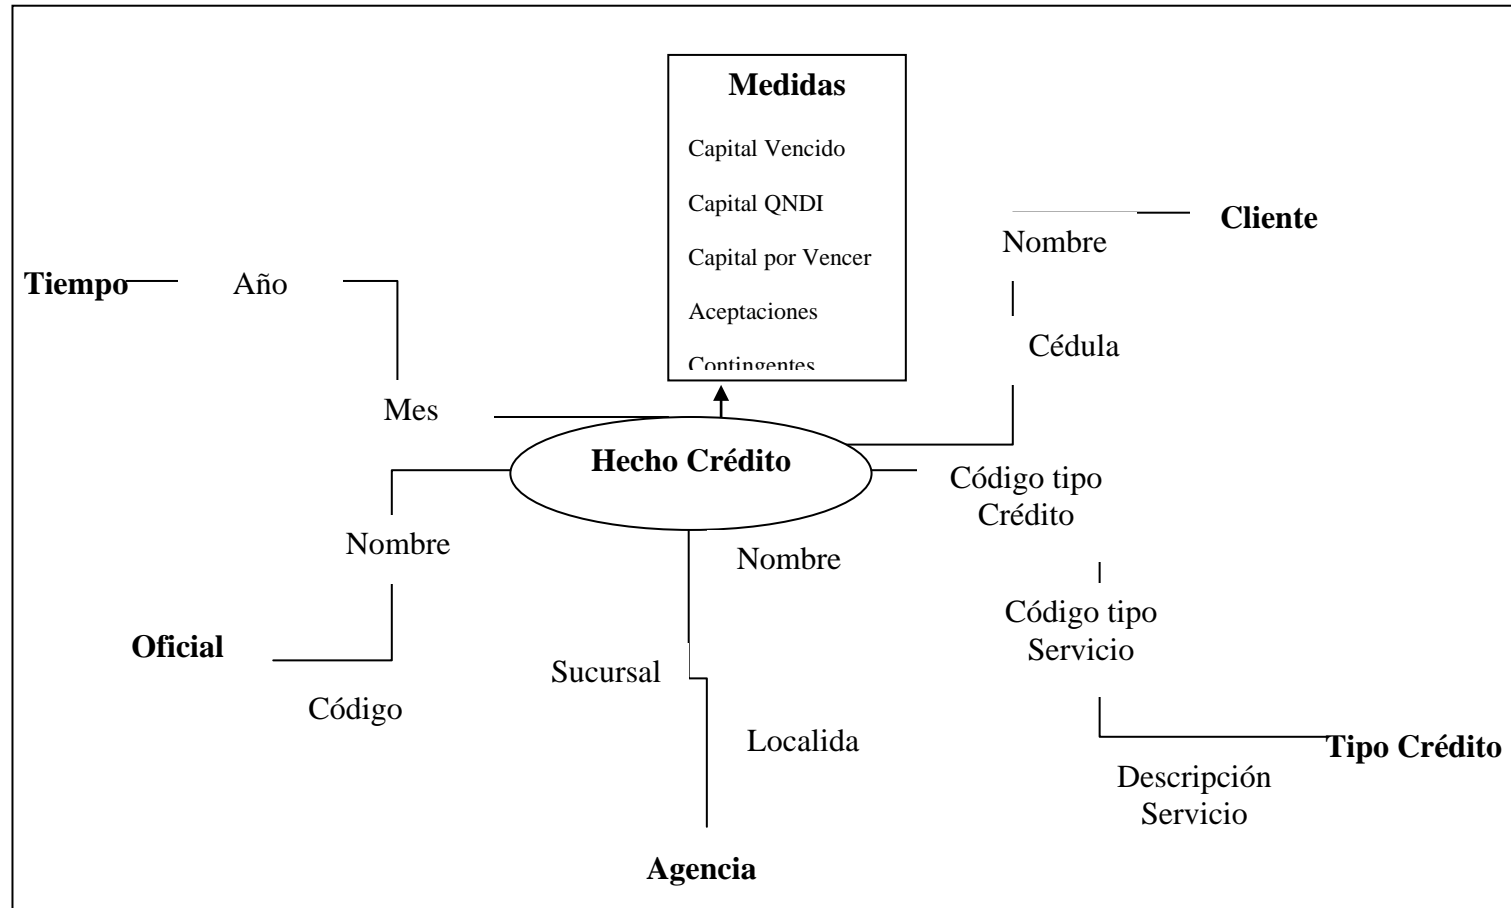 Medidas
Capital Vencido
Capital QNDI
Capital por Vencer
Aceptaciones
Contingentes
Cliente
Nombre
Cédula
Tiempo
Año
Mes
Hecho Crédito
Código tipo
Crédito
Nombre
Nombre
Código tipo
Servicio
Oficial
Código
Sucursal
Localida
Tipo Crédito
Descripción
Servicio
Agencia